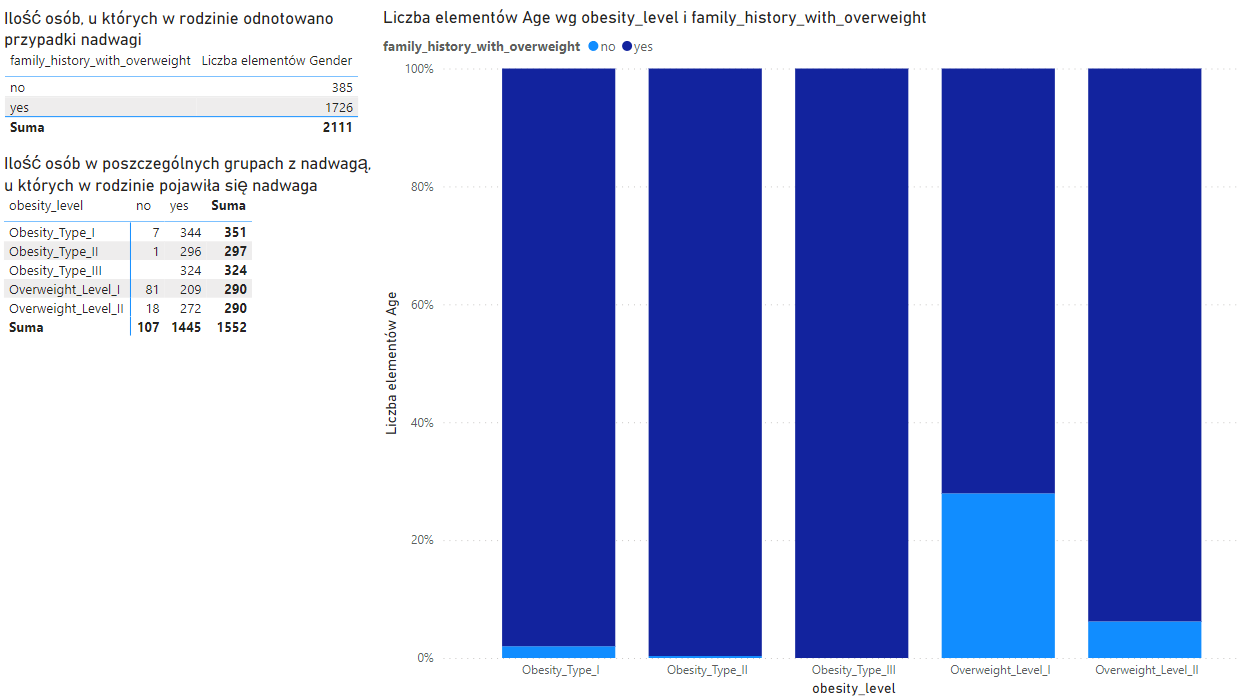 Ilość osób, u których w rodzinie odnotowano
przypadki nadwagi
family_history_with_overweight Liczba elementów Gender
no 385
yes 1726
Suma 2111
Ilość osób w poszczególnych grupach z nadwagą,
u których w rodzinie pojawiła się nadwaga
obesity_level no yes Suma
Obesity_Type_I 7 344 351
Obesity_Type_II 1 296 297
Obesity_Type_III 324 324
Overweight_Level_I 81 209 290
Overweight_Level_II 18 272 290
Suma 107 1445 1552
Liczba elementów Age wg obesity_level i family_history_with_overweight
family_history_with_overweight no yes
Liczba elementów Age
100%
80%
60%
40%
20%
0%
Obesity_Type_I Obesity_Type_II Obesity_Type_III Overweight_Level_I Overweight_Level_II
obesity_level